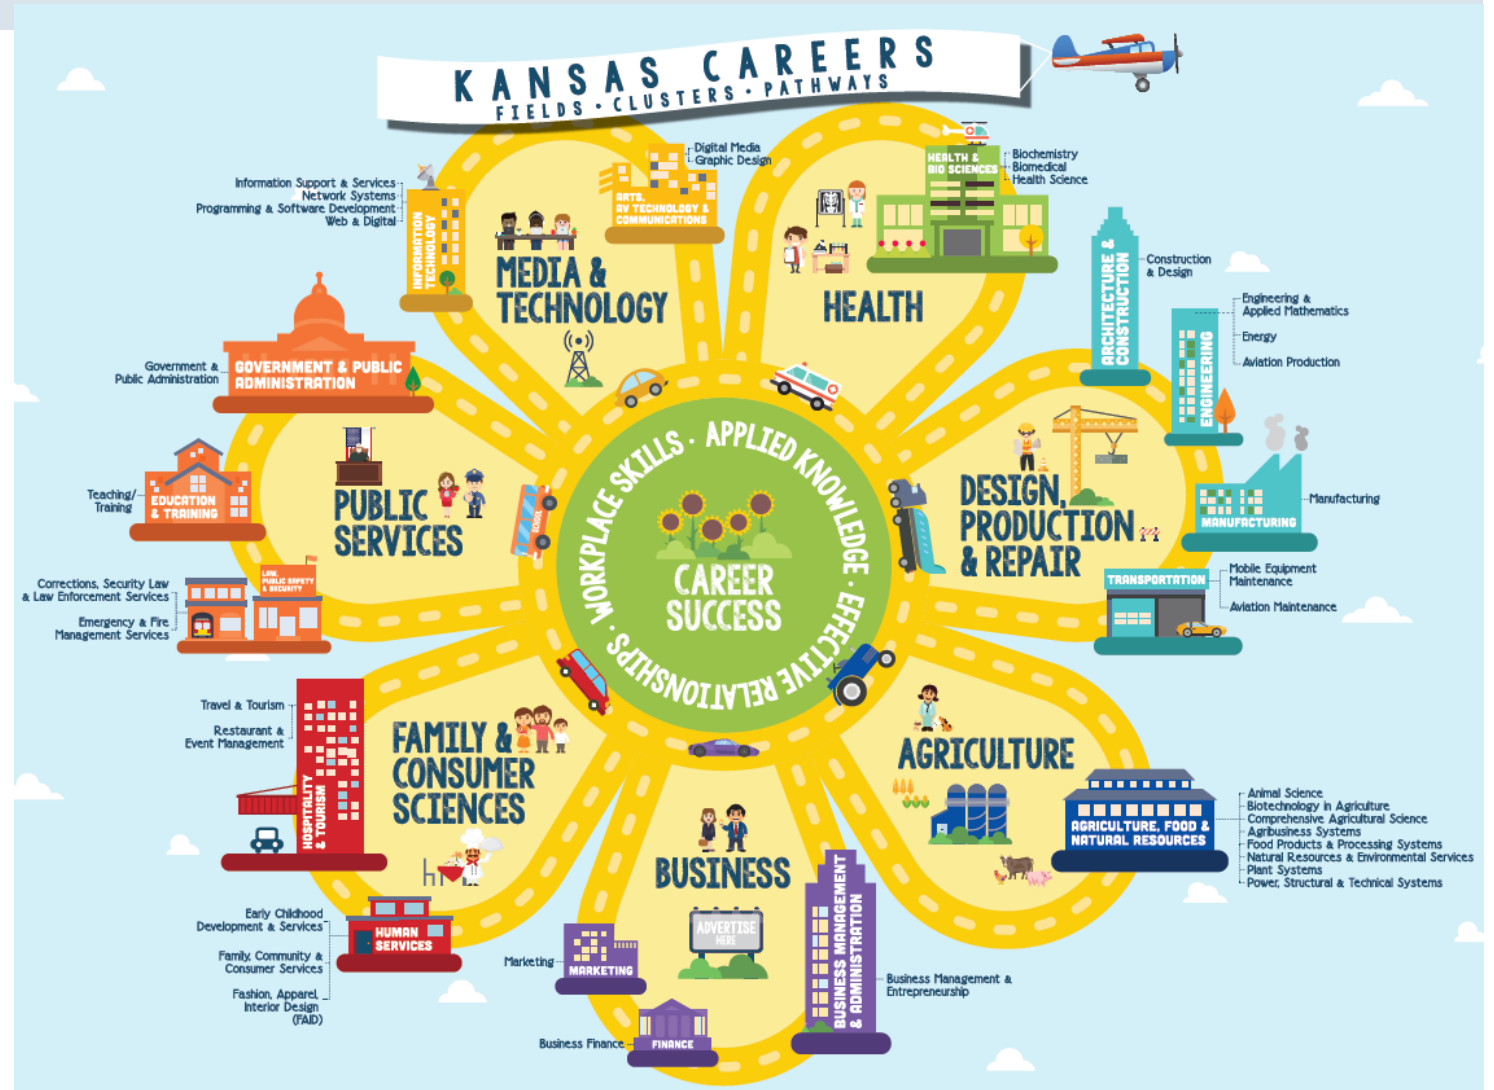 KANSAS CAREERS
FIELDS · CLUSTERS · PATHWAYS
Information Support & Services
Network Systems
Programming & Software Development
Web & Digital
INFORMATION
TECHNOLOGY
Digital Media
Graphic Design
ARTS,
AV TECHNOLOGY &
COMMUNICATIONS
MEDIA &
TECHNOLOGY
HEALTH &
BIO SCIENCES
Biochemistry
Biomedical
Health Science
HEALTH
ARCHITECTURE &
CONSTRUCTION
Construction
& Design
ENGINEERING
Engineering &
Applied Mathematics
Energy
Aviation Production
MANUFACTURING
Manufacturing
TRANSPORTATION
Mobile Equipment
Maintenance
Aviation Maintenance
DESIGN,
PRODUCTION
& REPAIR
Government &
Public Administration
GOVERNMENT & PUBLIC
ADMINISTRATION
Teaching/
Training
EDUCATION
& TRAINING
Corrections, Security Law
& Law Enforcement Services
Emergency & Fire
Management Services
LAW,
PUBLIC SAFETY
& SECURITY
PUBLIC
SERVICES
SCHOOL
WORKPLACE SKILLS · APPLIED KNOWLEDGE · EFFECTIVE RELATIONSHIPS ·
CAREER
SUCCESS
Travel & Tourism
Restaurant &
Event Management
HOSPITALITY
& TOURISM
FAMILY &
CONSUMER
SCIENCES
Early Childhood
Development & Services
Family, Community &
Consumer Services
Fashion, Apparel,
Interior Design
(FAID)
HUMAN
SERVICES
BUSINESS
ADVERTISE
HERE
Marketing
MARKETING
Business Finance
FINANCE
BUSINESS MANAGEMENT
& ADMINISTRATION
Business Management &
Entrepreneurship
AGRICULTURE
AGRICULTURE, FOOD &
NATURAL RESOURCES
Animal Science
Biotechnology in Agriculture
Comprehensive Agricultural Science
Agribusiness Systems
Food Products & Processing Systems
Natural Resources & Environmental Services
Plant Systems
Power, Structural & Technical Systems